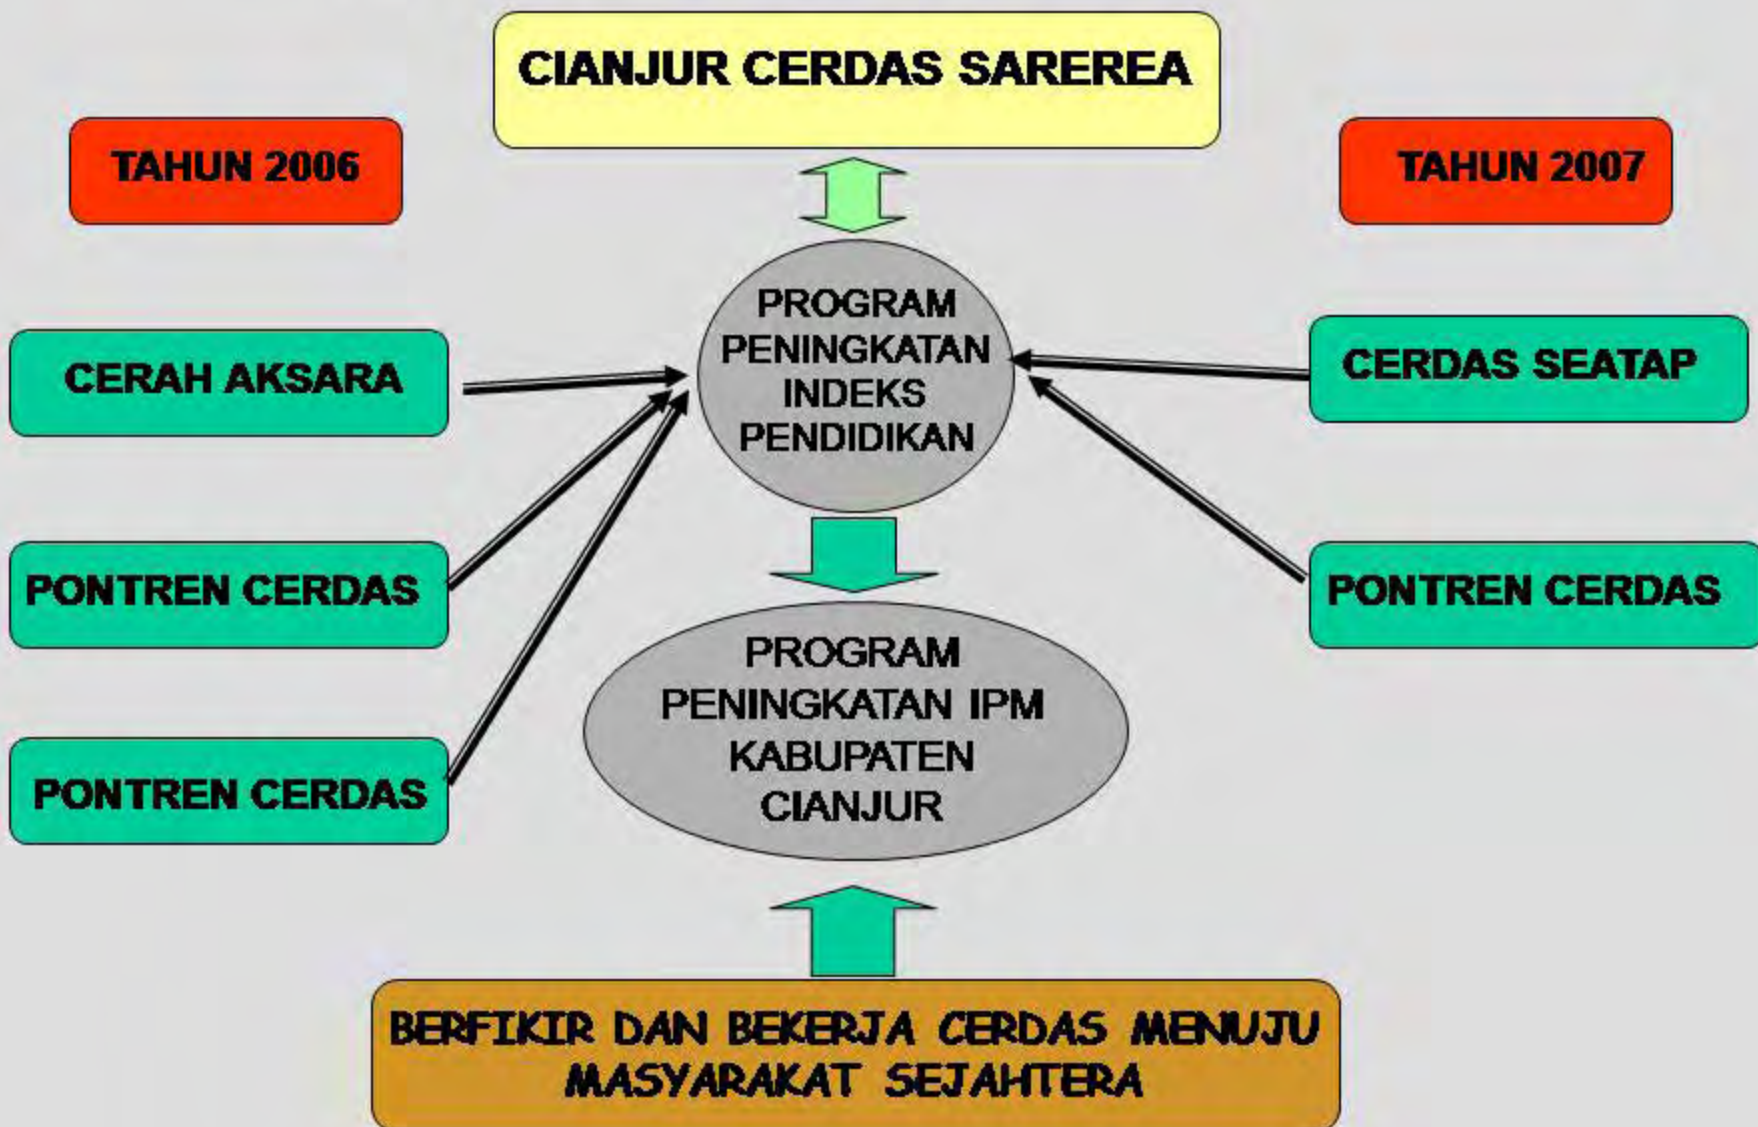 CIANJUR CERDAS SAREREA
TAHUN 2006
TAHUN 2007
CERAH AKSARA
PONTREN CERDAS
PONTREN CERDAS
PROGRAM
PENINGKATAN
INDEKS
PENDIDIKAN
CERDAS SEATAP
PONTREN CERDAS
PROGRAM
PENINGKATAN IPM
KABUPATEN
CIANJUR
BERFIKIR DAN BEKERJA CERDAS MENUJU
MASYARAKAT SEJAHTERA